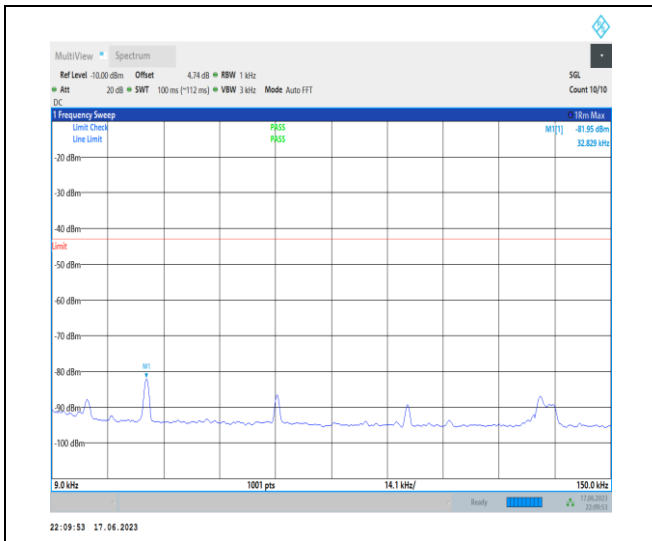 MultiView Spectrum
Ref Level -10.00 dBm Offset 4.74 dB RBW 1 kHz SGL
Att 20 dB SWT 100 ms (~112 ms) VBW 3 kHz Mode Auto FFT Count 10/10
DC
1 Frequency Sweep 1Rm Max
Limit Check PASS M1[1] -81.95 dBm
Line Limit PASS 32.829 kHz
-20 dBm
-30 dBm
-40 dBm
Limit
-50 dBm
-60 dBm
-70 dBm
M1
-80 dBm
-90 dBm
-100 dBm
9.0 kHz 1001 pts 14.1 kHz/ 150.0 kHz
Ready 17.06.2023
22:09:53
22:09:53 17.06.2023